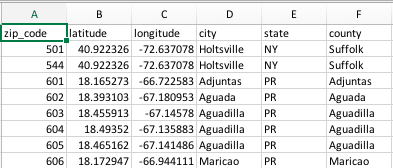 A B C D E F
zip_code latitude longitude city state county
501 40.922326 -72.637078 Holtsville NY Suffolk
544 40.922326 -72.637078 Holtsville NY Suffolk
601 18.165273 -66.722583 Adjuntas PR Adjuntas
602 18.393103 -67.180953 Aguada PR Aguada
603 18.455913 -67.14578 Aguadilla PR Aguadilla
604 18.49352 -67.135883 Aguadilla PR Aguadilla
605 18.465162 -67.141486 Aguadilla PR Aguadilla
606 18.172947 -66.944111 Maricao PR Maricao